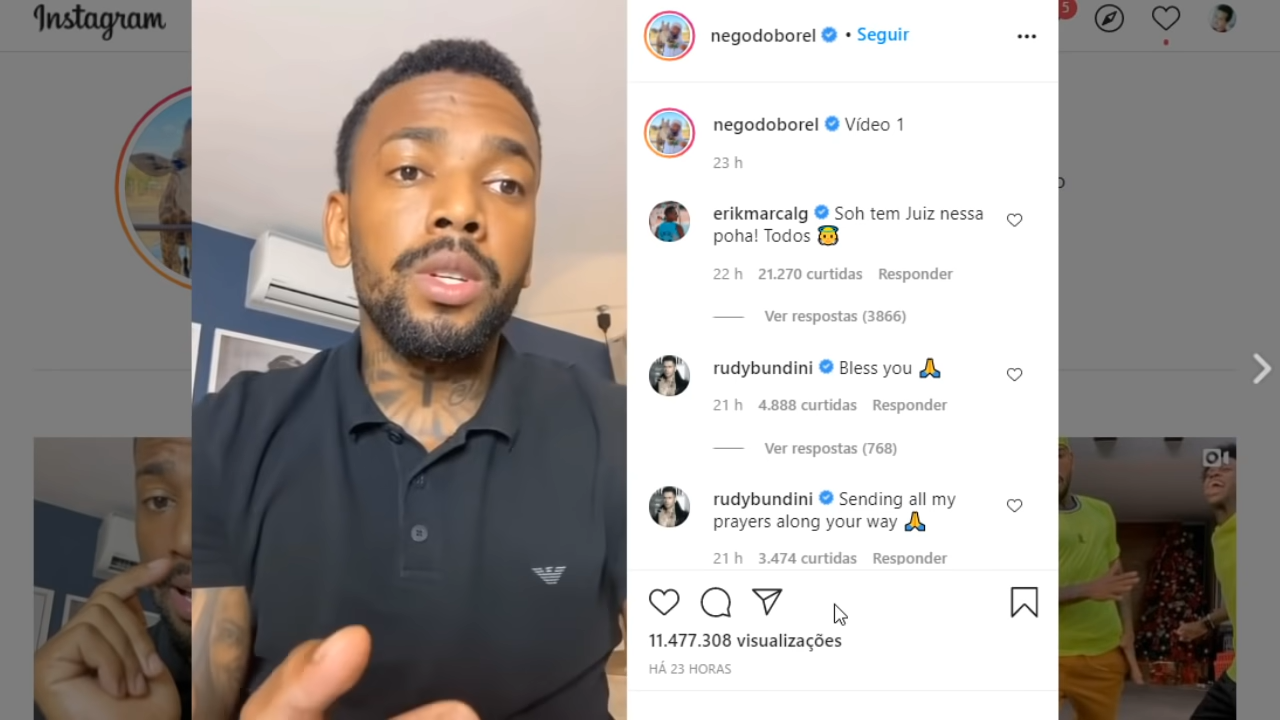 Instagram
5
negodoborel • Seguir
negodoborel Vídeo 1
23 h
o
erikmarcalg Soh tem Juiz nessa
poha! Todos
22 h 21.270 curtidas Responder
Ver respostas (3866)
rudybundini Bless you
21 h 4.888 curtidas Responder
Ver respostas (768)
rudybundini Sending all my
prayers along your way
21 h 3.474 curtidas Responder
11.477.308 visualizações
HÁ 23 HORAS